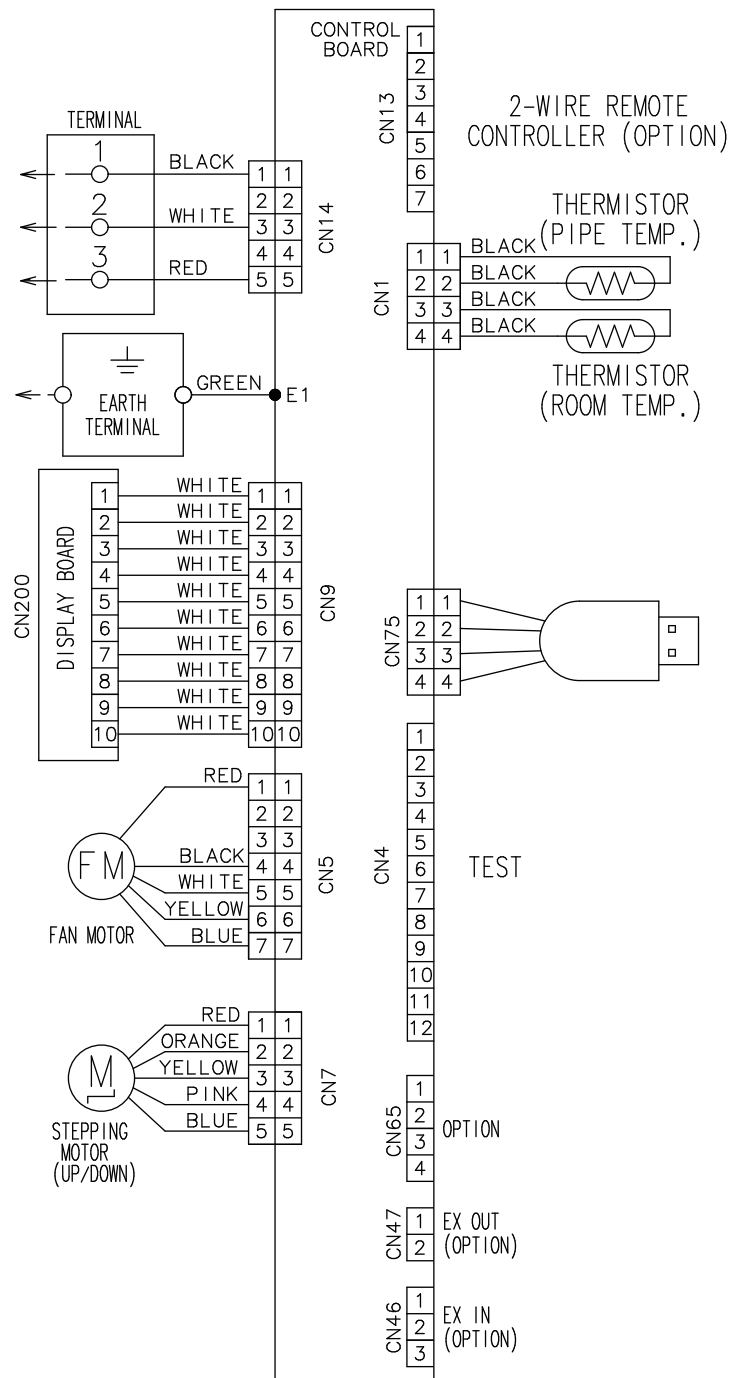 CONTROL
BOARD
1
2
3
4
5
6
7
CN13
2-WIRE REMOTE
CONTROLLER (OPTION)
TERMINAL
1
2
3
BLACK
WHITE
RED
1 1
2 2
3 3
4 4
5 5
CN14
THERMISTOR
(PIPE TEMP.)
CN1
1 1
2 2
3 3
4 4
BLACK
BLACK
BLACK
BLACK
THERMISTOR
(ROOM TEMP.)
EARTH
TERMINAL
GREEN
E1
CN200
DISPLAY BOARD
1
2
3
4
5
6
7
8
9
10
WHITE
WHITE
WHITE
WHITE
WHITE
WHITE
WHITE
WHITE
WHITE
WHITE
1 1
2 2
3 3
4 4
5 5
6 6
7 7
8 8
9 9
10 10
CN9
CN75
1 1
2 2
3 3
4 4
CN4
1
2
3
4
5
6
7
8
9
10
11
12
TEST
FM
FAN MOTOR
RED
BLACK
WHITE
YELLOW
BLUE
1 1
2 2
3 3
4 4
5 5
6 6
7 7
CN5
M
STEPPING
MOTOR
(UP/DOWN)
RED
ORANGE
YELLOW
PINK
BLUE
1 1
2 2
3 3
4 4
5 5
CN7
CN65
1
2
3
4
OPTION
CN47
1
2
EX OUT
(OPTION)
CN46
1
2
3
EX IN
(OPTION)